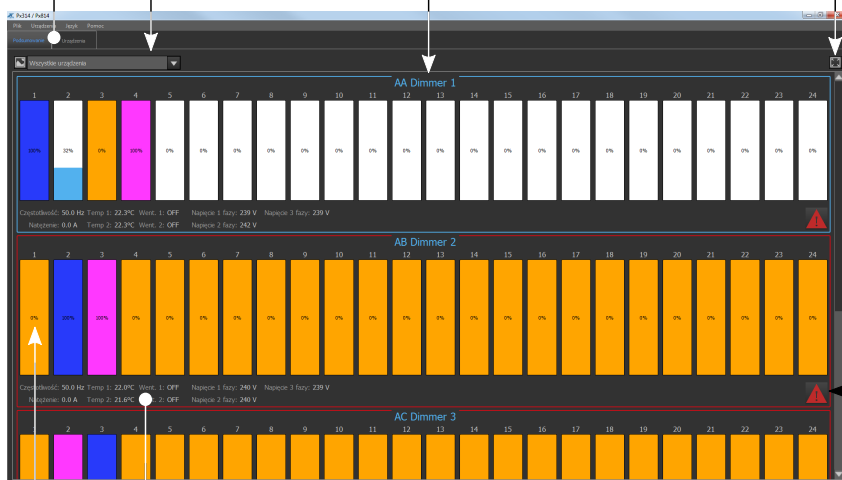 Px314 / Px814
Plik Urządzenia Język Pomoc
Podsumowanie Urządzenia
Wszystkie urządzenia
AA Dimmer 1
1 2 3 4 5 6 7 8 9 10 11 12 13 14 15 16 17 18 19 20 21 22 23 24
100% 32% 0% 100% 0% 0% 0% 0% 0% 0% 0% 0% 0% 0% 0% 0% 0% 0% 0% 0% 0% 0% 0% 0%
Częstotliwość: 50.0 Hz Temp 1: 22.3°C Went. 1: OFF Napięcie 1 fazy: 239 V Napięcie 3 fazy: 239 V
Natężenie: 0.0 A Temp 2: 22.3°C Went. 2: OFF Napięcie 2 fazy: 242 V
AB Dimmer 2
1 2 3 4 5 6 7 8 9 10 11 12 13 14 15 16 17 18 19 20 21 22 23 24
0% 100% 100% 0% 0% 0% 0% 0% 0% 0% 0% 0% 0% 0% 0% 0% 0% 0% 0% 0% 0% 0% 0% 0%
Częstotliwość: 50.0 Hz Temp 1: 22.0°C Went. 1: OFF Napięcie 1 fazy: 240 V Napięcie 3 fazy: 239 V
Natężenie: 0.0 A Temp 2: 21.6°C 2: OFF Napięcie 2 fazy: 240 V
AC Dimmer 3
2 3 4 5 6 7 8 9 10 11 12 13 14 15 16 17 18 19 20 21 22 23 24